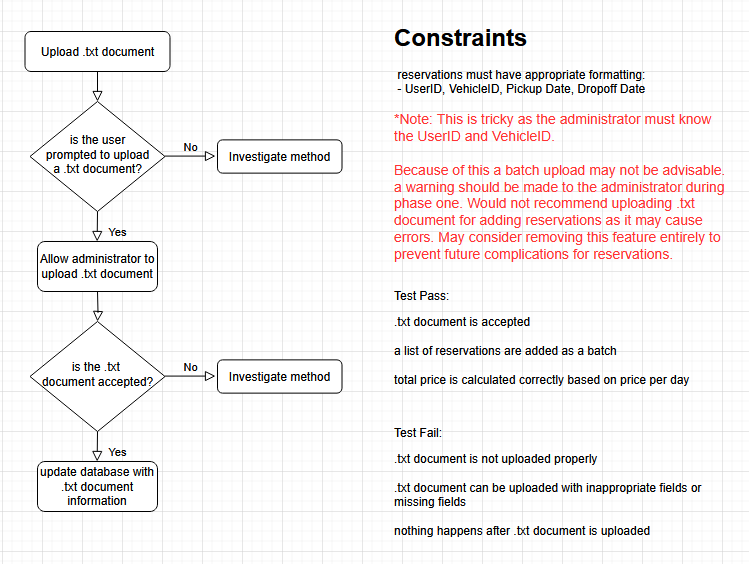 Upload .txt document
is the user
prompted to upload
a .txt document?
No
Investigate method
Yes
Allow administrator to
upload .txt document
is the .txt
document accepted?
No
Investigate method
Yes
update database with
.txt document
information
Constraints
reservations must have appropriate formatting:
- UserID, VehicleID, Pickup Date, Dropoff Date
*Note: This is tricky as the administrator must know
the UserID and VehicleID.
Because of this a batch upload may not be advisable.
a warning should be made to the administrator during
phase one. Would not recommend uploading .txt
document for adding reservations as it may cause
errors. May consider removing this feature entirely to
prevent future complications for reservations.
Test Pass:
.txt document is accepted
a list of reservations are added as a batch
total price is calculated correctly based on price per day
Test Fail:
.txt document is not uploaded properly
.txt document can be uploaded with inappropriate fields or
missing fields
nothing happens after .txt document is uploaded